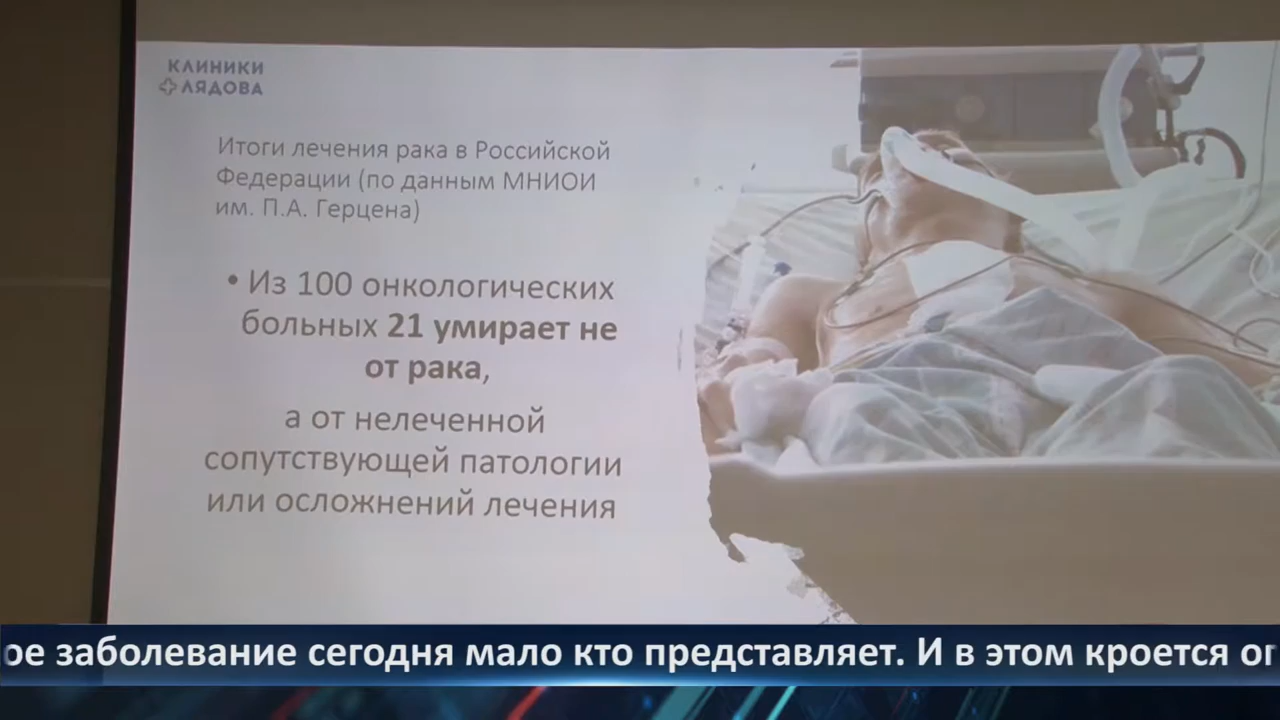 КЛИНИКИ
ЛЯДОВА
Итоги лечения рака в Российской
Федерации (по данным МНИОИ
им. П.А. Герцена)
• Из 100 онкологических
больных 21 умирает не
от рака,
а от нелеченной
сопутствующей патологии
или осложнений лечения
ое заболевание сегодня мало кто представляет. И в этом кроется